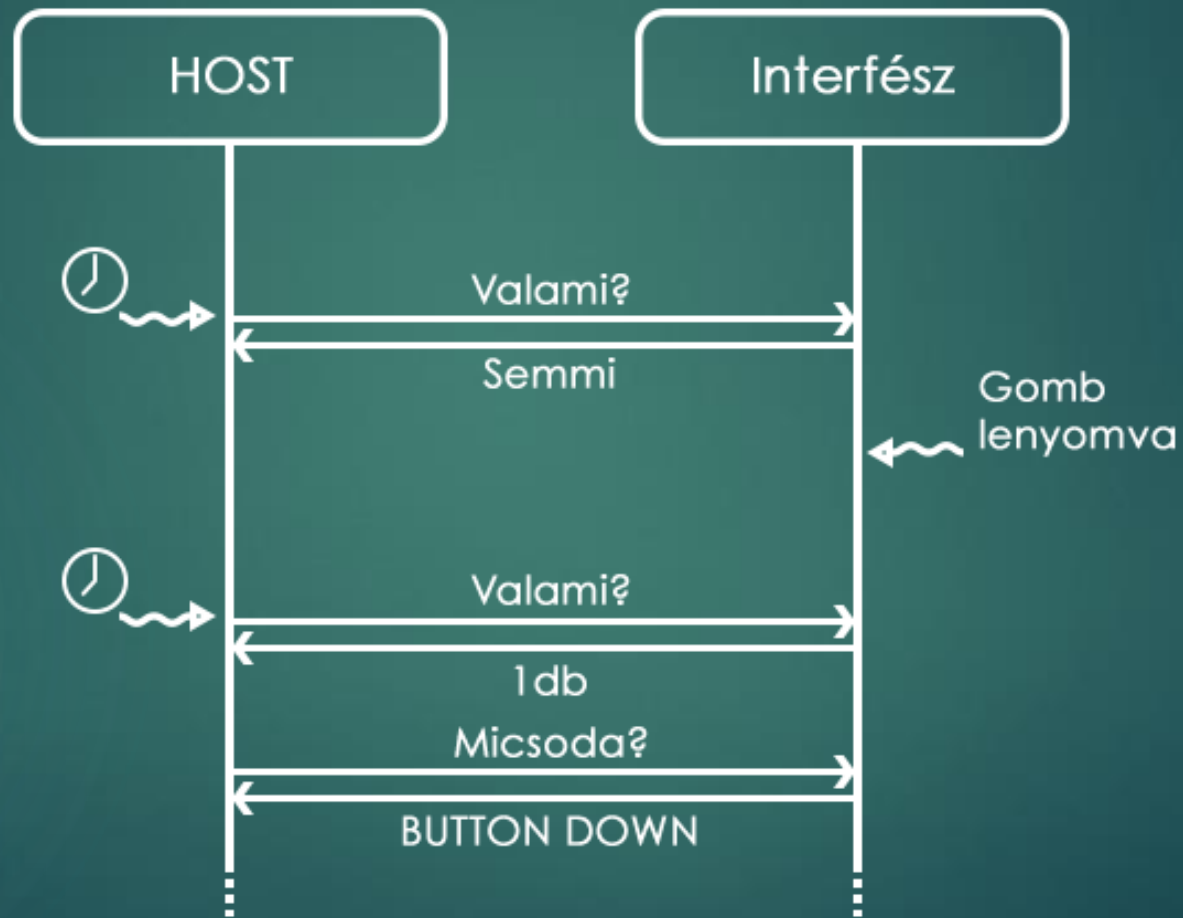 HOST
Interfész
Valami?
Semmi
Gomb
lenyomva
Valami?
1db
Micsoda?
BUTTON DOWN